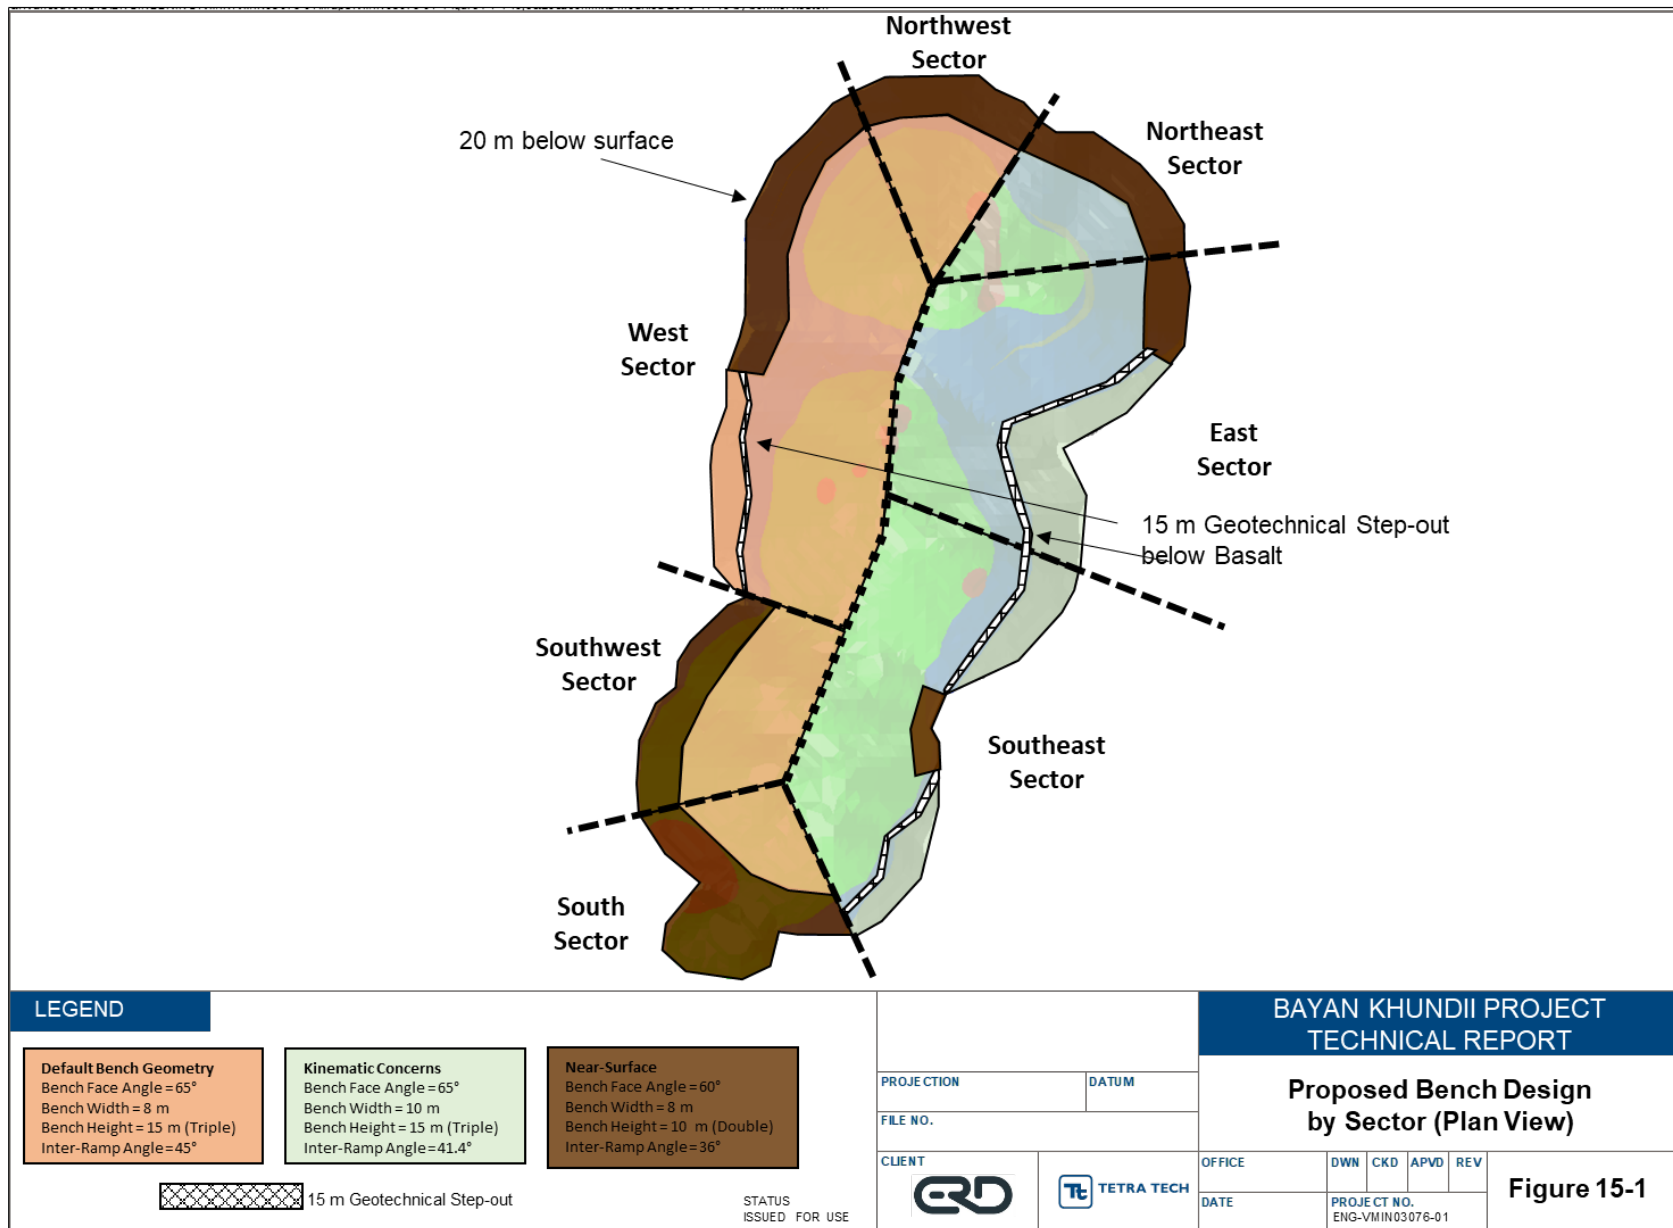 Northwest
Sector
20 m below surface
Northeast
Sector
West
Sector
East
Sector
15 m Geotechnical Step-out
below Basalt
Southwest
Sector
Southeast
Sector
South
Sector
LEGEND
Default Bench Geometry
Bench Face Angle = 65°
Bench Width = 8 m
Bench Height = 15 m (Triple)
Inter-Ramp Angle = 45°
Kinematic Concerns
Bench Face Angle = 65°
Bench Width = 10 m
Bench Height = 15 m (Triple)
Inter-Ramp Angle = 41.4°
Near-Surface
Bench Face Angle = 60°
Bench Width = 8 m
Bench Height = 10 m (Double)
Inter-Ramp Angle = 36°
15 m Geotechnical Step-out
STATUS
ISSUED FOR USE
PROJECTION
DATUM
FILE NO.
CLIENT
ERD
Tt TETRA TECH
BAYAN KHUNDII PROJECT
TECHNICAL REPORT
Proposed Bench Design
by Sector (Plan View)
OFFICE
DWN
CKD
APVD
REV
DATE
PROJECT NO.
ENG-VMIN03076-01
Figure 15-1